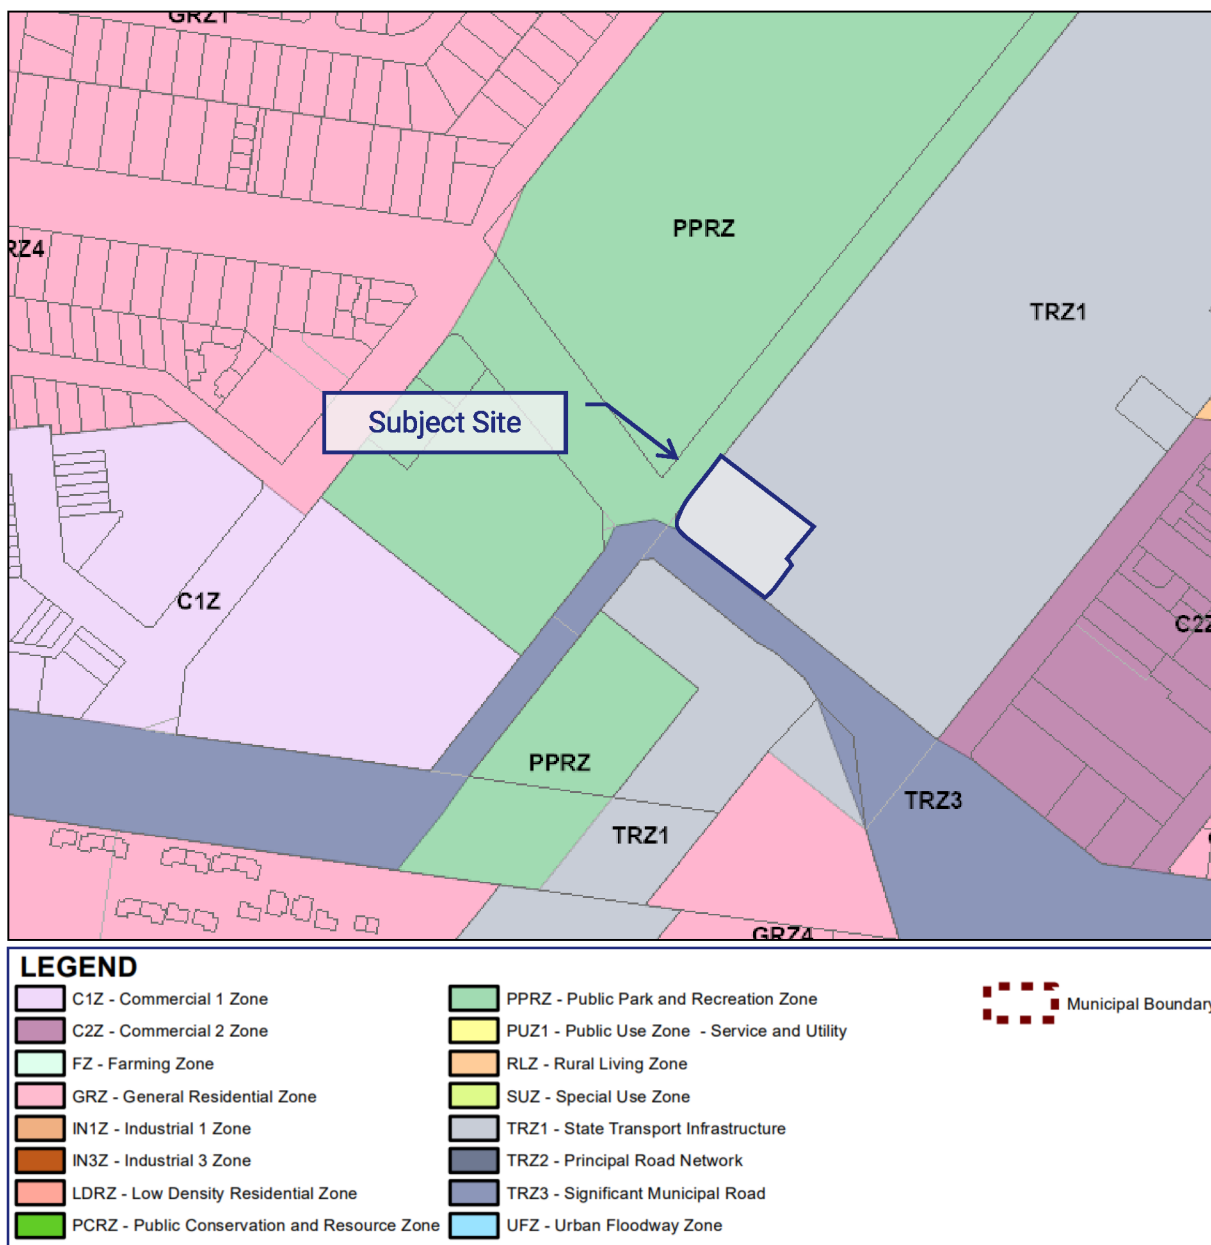 GRZ1
PPRZ
RZ4
TRZ1
Subject Site
C1Z
C2Z
PPRZ
TRZ3
TRZ1
GRZ4
LEGEND
C1Z - Commercial 1 Zone
C2Z - Commercial 2 Zone
FZ - Farming Zone
GRZ - General Residential Zone
IN1Z - Industrial 1 Zone
IN3Z - Industrial 3 Zone
LDRZ - Low Density Residential Zone
PCRZ - Public Conservation and Resource Zone
PPRZ - Public Park and Recreation Zone
PUZ1 - Public Use Zone - Service and Utility
RLZ - Rural Living Zone
SUZ - Special Use Zone
TRZ1 - State Transport Infrastructure
TRZ2 - Principal Road Network
TRZ3 - Significant Municipal Road
UFZ - Urban Floodway Zone
Municipal Boundary